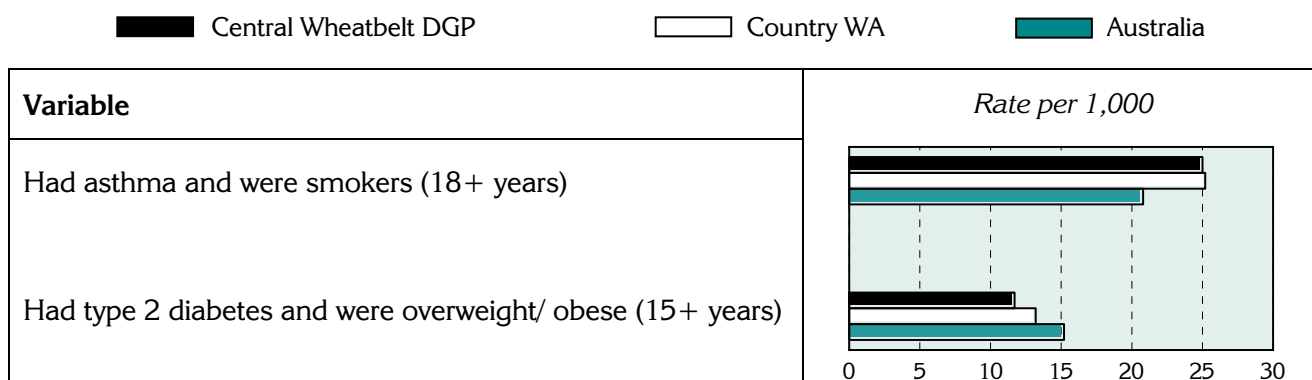 Central Wheatbelt DGP Country WA Australia
Variable Rate per 1,000
Had asthma and were smokers (18+ years)
Had type 2 diabetes and were overweight/ obese (15+ years)
0 5 10 15 20 25 30